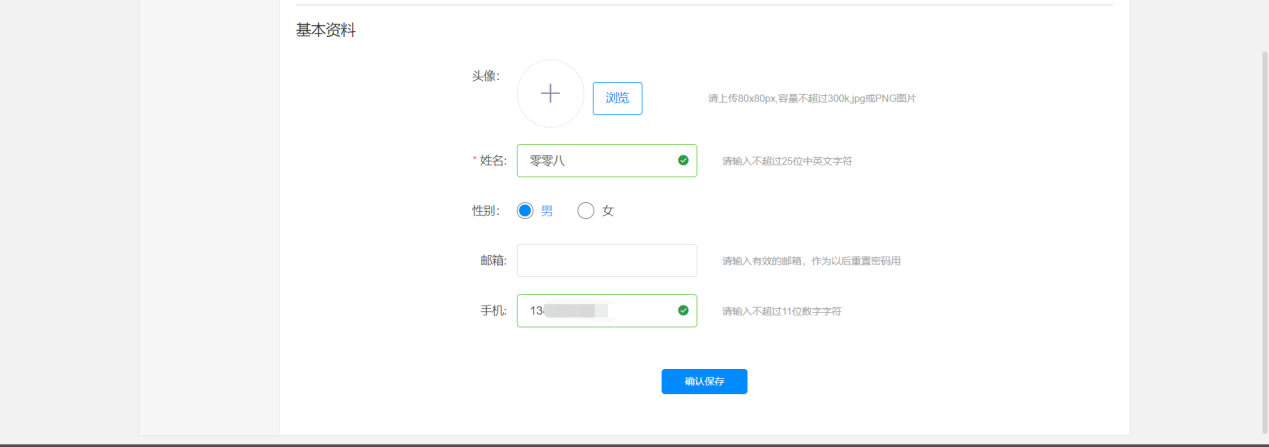 基本资料
头像:
浏览
请上传80x80px,容量不超过300k,jpg或PNG图片
* 姓名: 零零八 请输入不超过25位中英文字符
性别: 男 女
邮箱: 请输入有效的邮箱，作为以后重置密码用
手机: 13 请输入不超过11位数字字符
确认保存